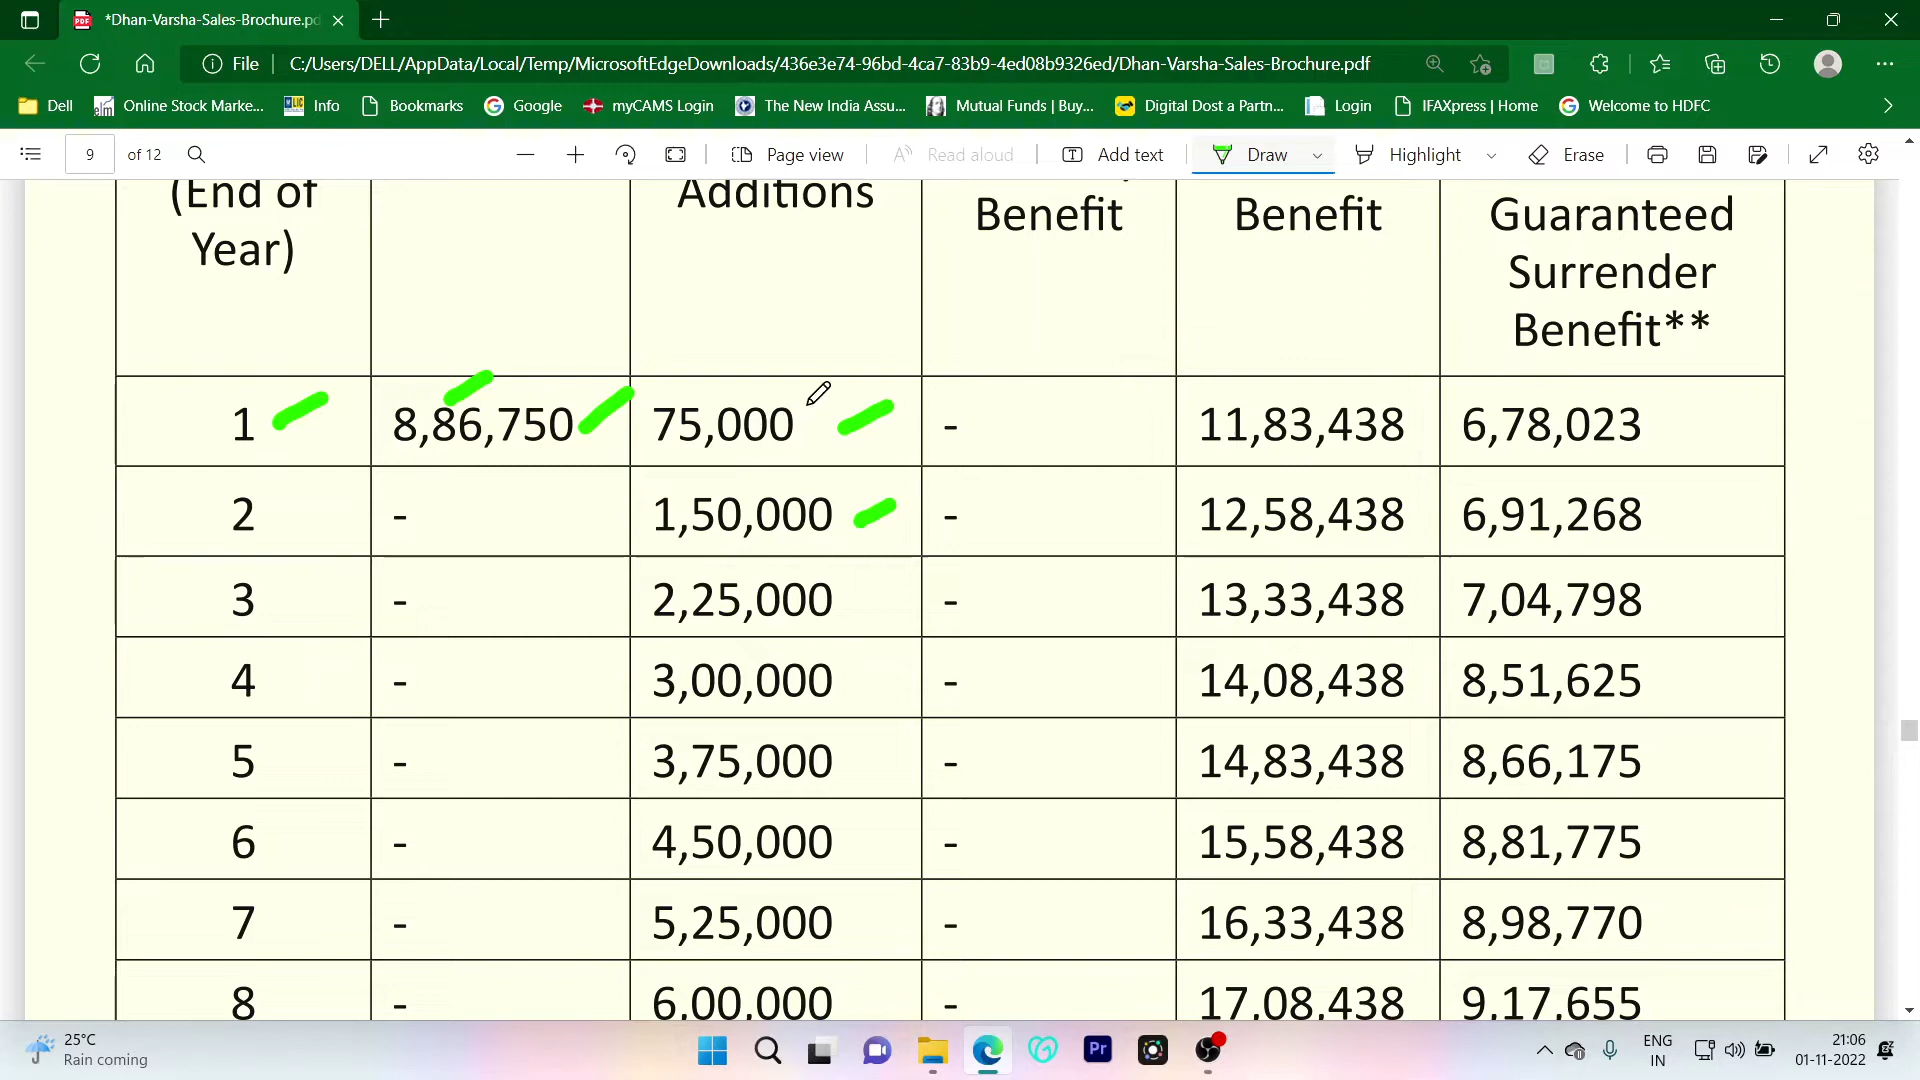 *Dhan-Varsha-Sales-Brochure.pd
File C:/Users/DELL/AppData/Local/Temp/MicrosoftEdgeDownloads/436e3e74-96bd-4ca7-83b9-4ed08b9326ed/Dhan-Varsha-Sales-Brochure.pdf
Dell Online Stock Marke... Info Bookmarks Google myCAMS Login The New India Assu... Mutual Funds | Buy,... Digital Dost a Partn... Login IFAXpress | Home Welcome to HDFC
9 of 12 Page view Read aloud Add text Draw Highlight Erase
(End of Year) Additions Benefit Benefit Guaranteed Surrender Benefit**
1 8,86,750 75,000 - 11,83,438 6,78,023
2 - 1,50,000 - 12,58,438 6,91,268
3 - 2,25,000 - 13,33,438 7,04,798
4 - 3,00,000 - 14,08,438 8,51,625
5 - 3,75,000 - 14,83,438 8,66,175
6 - 4,50,000 - 15,58,438 8,81,775
7 - 5,25,000 - 16,33,438 8,98,770
8 - 6,00,000 - 17,08,438 9,17,655
25°C ENG 21:06
Rain coming IN 01-11-2022